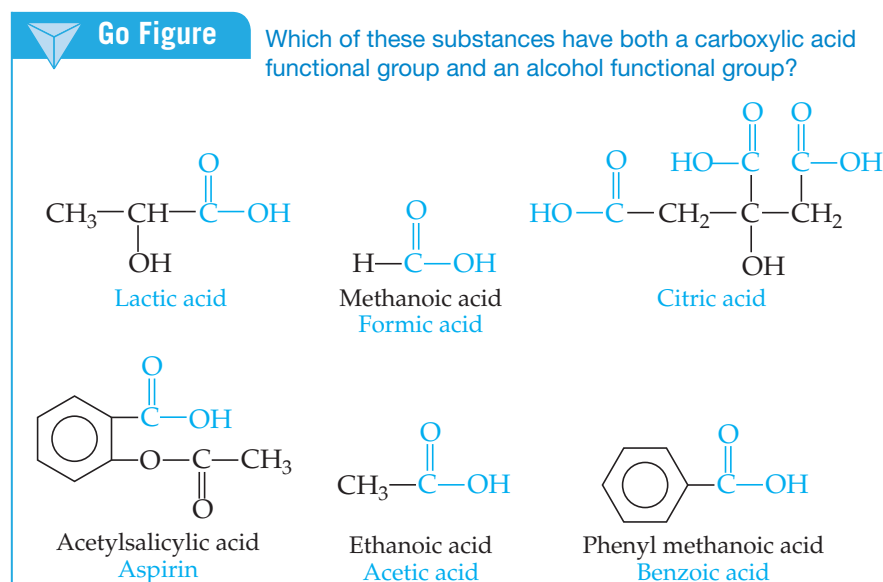 Go Figure
Which of these substances have both a carboxylic acid
functional group and an alcohol functional group?
O
CH₃—CH—C—OH
OH
Lactic acid
O
H—C—OH
Methanoic acid
Formic acid
O O
O HO—C C—OH
HO—C—CH₂—C—CH₂
OH
Citric acid
O
C—OH
O—C—CH₃
O
Acetylsalicylic acid
Aspirin
O
CH₃—C—OH
Ethanoic acid
Acetic acid
O
C—OH
Phenyl methanoic acid
Benzoic acid